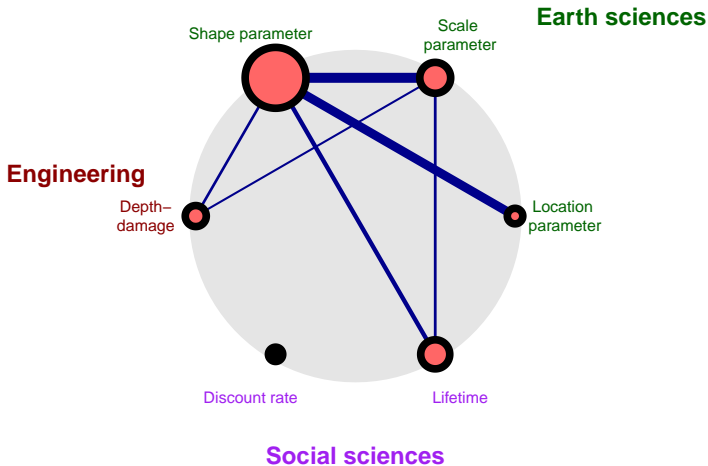 Earth sciences
Shape parameter
Scale
parameter
Engineering
Depth−
damage
Location
parameter
Discount rate
Lifetime
Social sciences